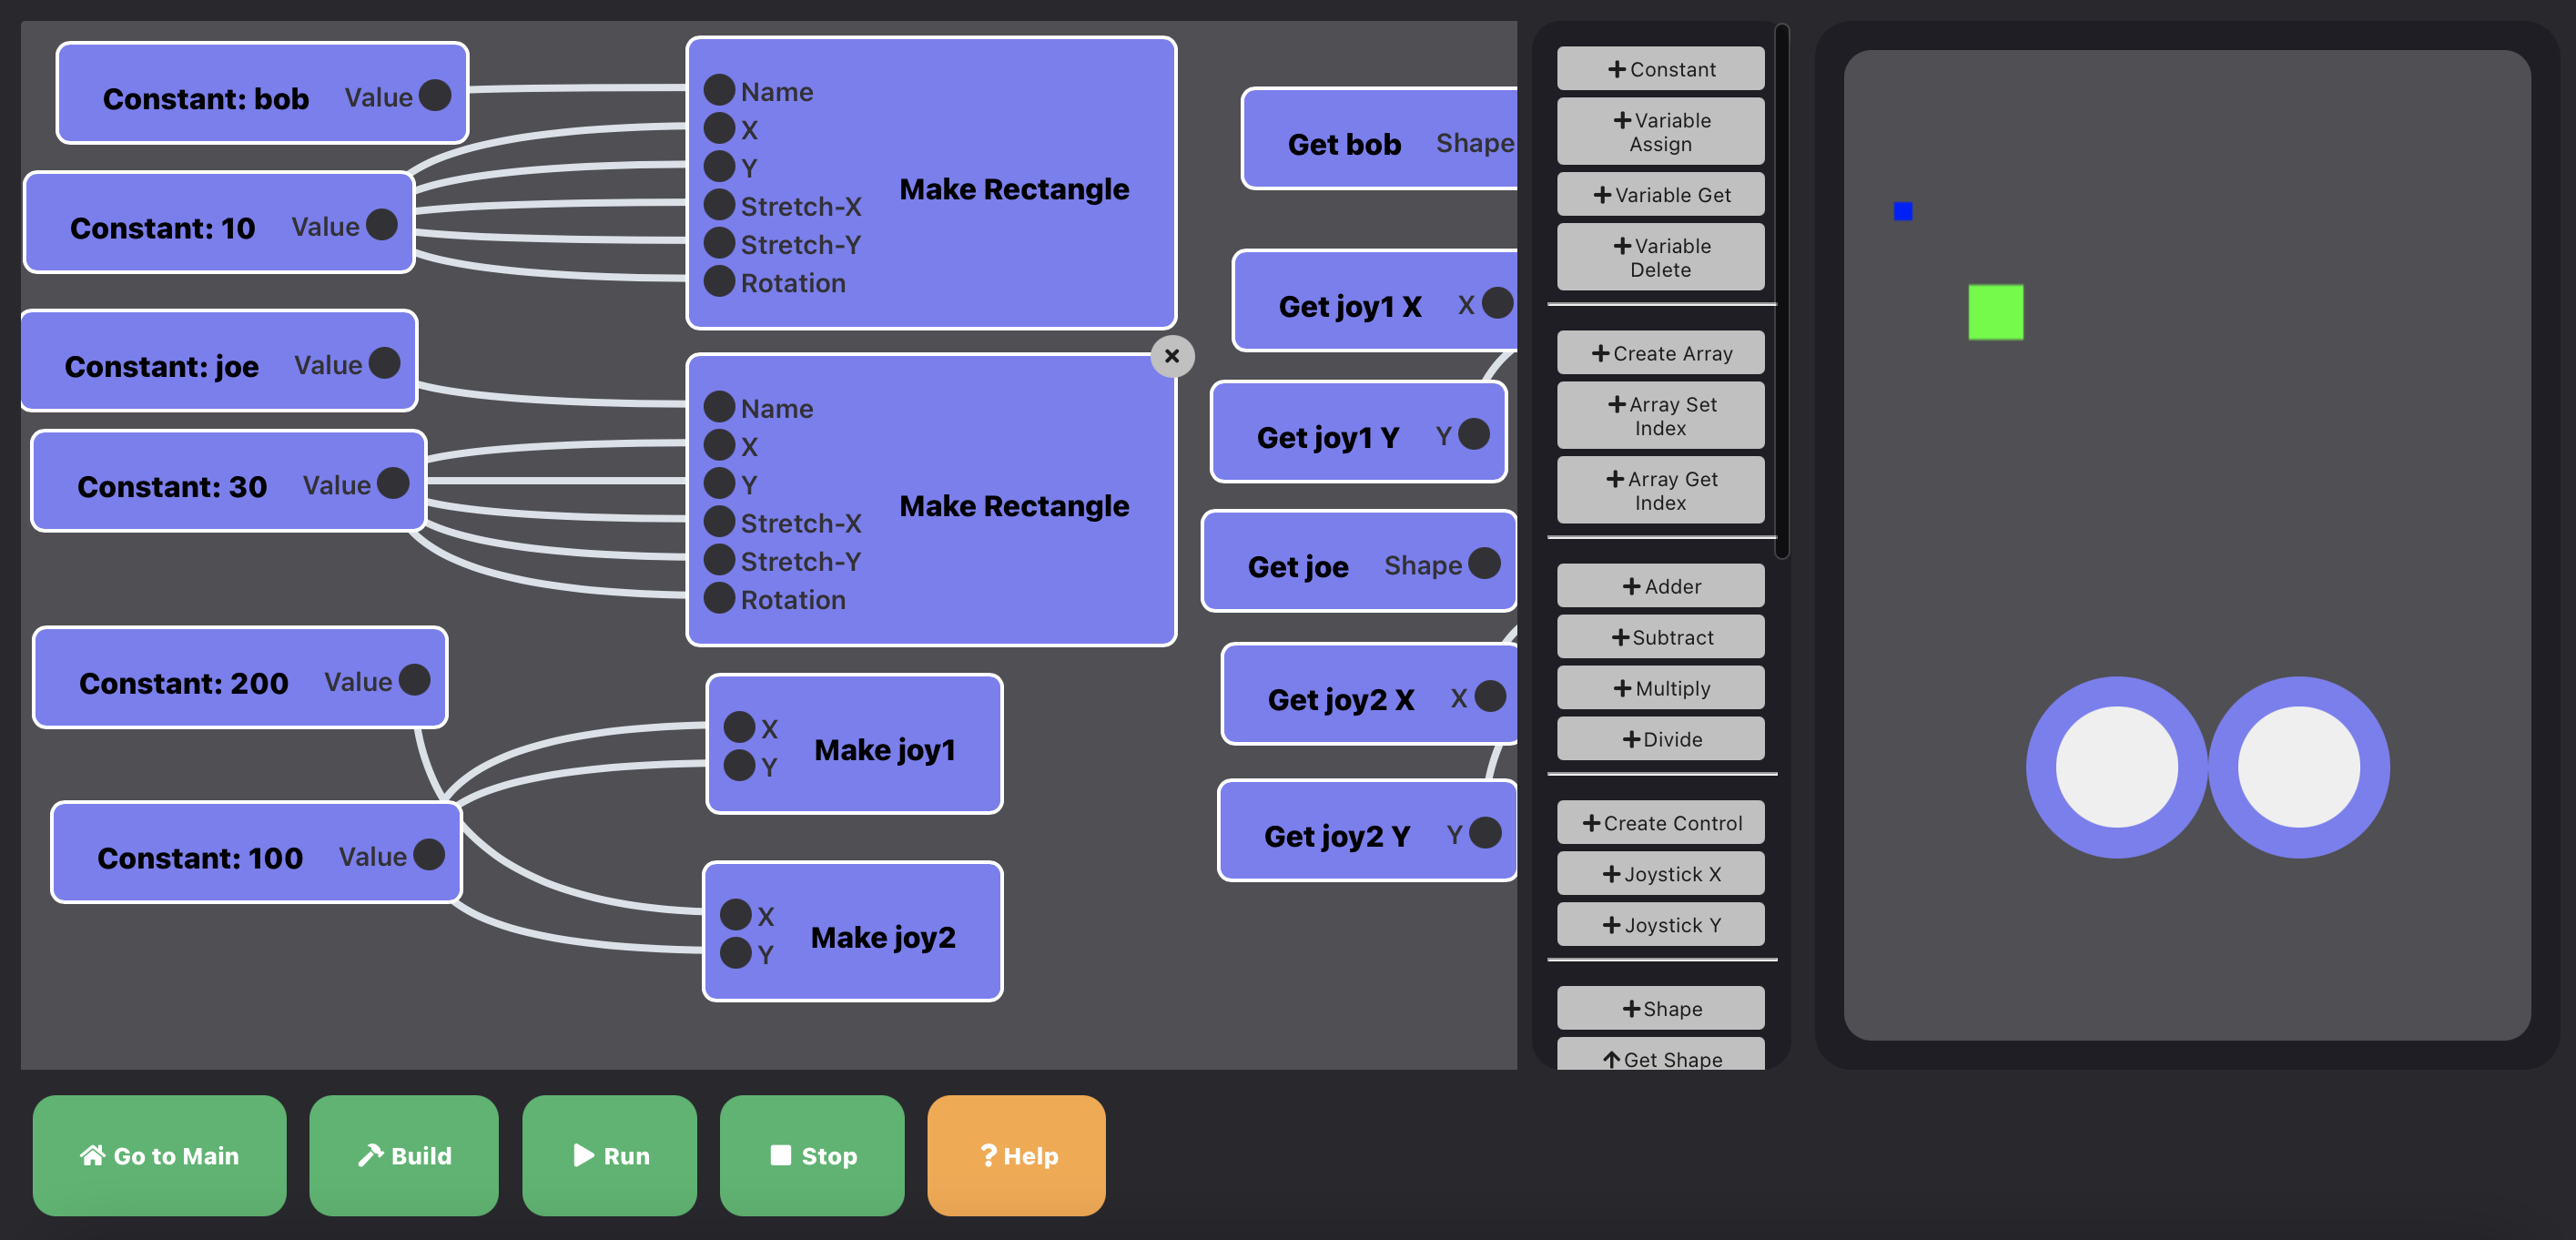 Constant: bob Value
Constant: 10 Value
Constant: joe Value
Constant: 30 Value
Constant: 200 Value
Constant: 100 Value
Name
X
Y
Stretch-X
Stretch-Y
Rotation
Make Rectangle
Name
X
Y
Stretch-X
Stretch-Y
Rotation
Make Rectangle
X
Y
Make joy1
X
Y
Make joy2
Get bob Shape
Get joy1 X X
Get joy1 Y Y
Get joe Shape
Get joy2 X X
Get joy2 Y Y
Constant
Variable
Assign
Variable Get
Variable
Delete
Create Array
Array Set
Index
Array Get
Index
Adder
Subtract
Multiply
Divide
Create Control
Joystick X
Joystick Y
Shape
Get Shape
Go to Main
Build
Run
Stop
? Help